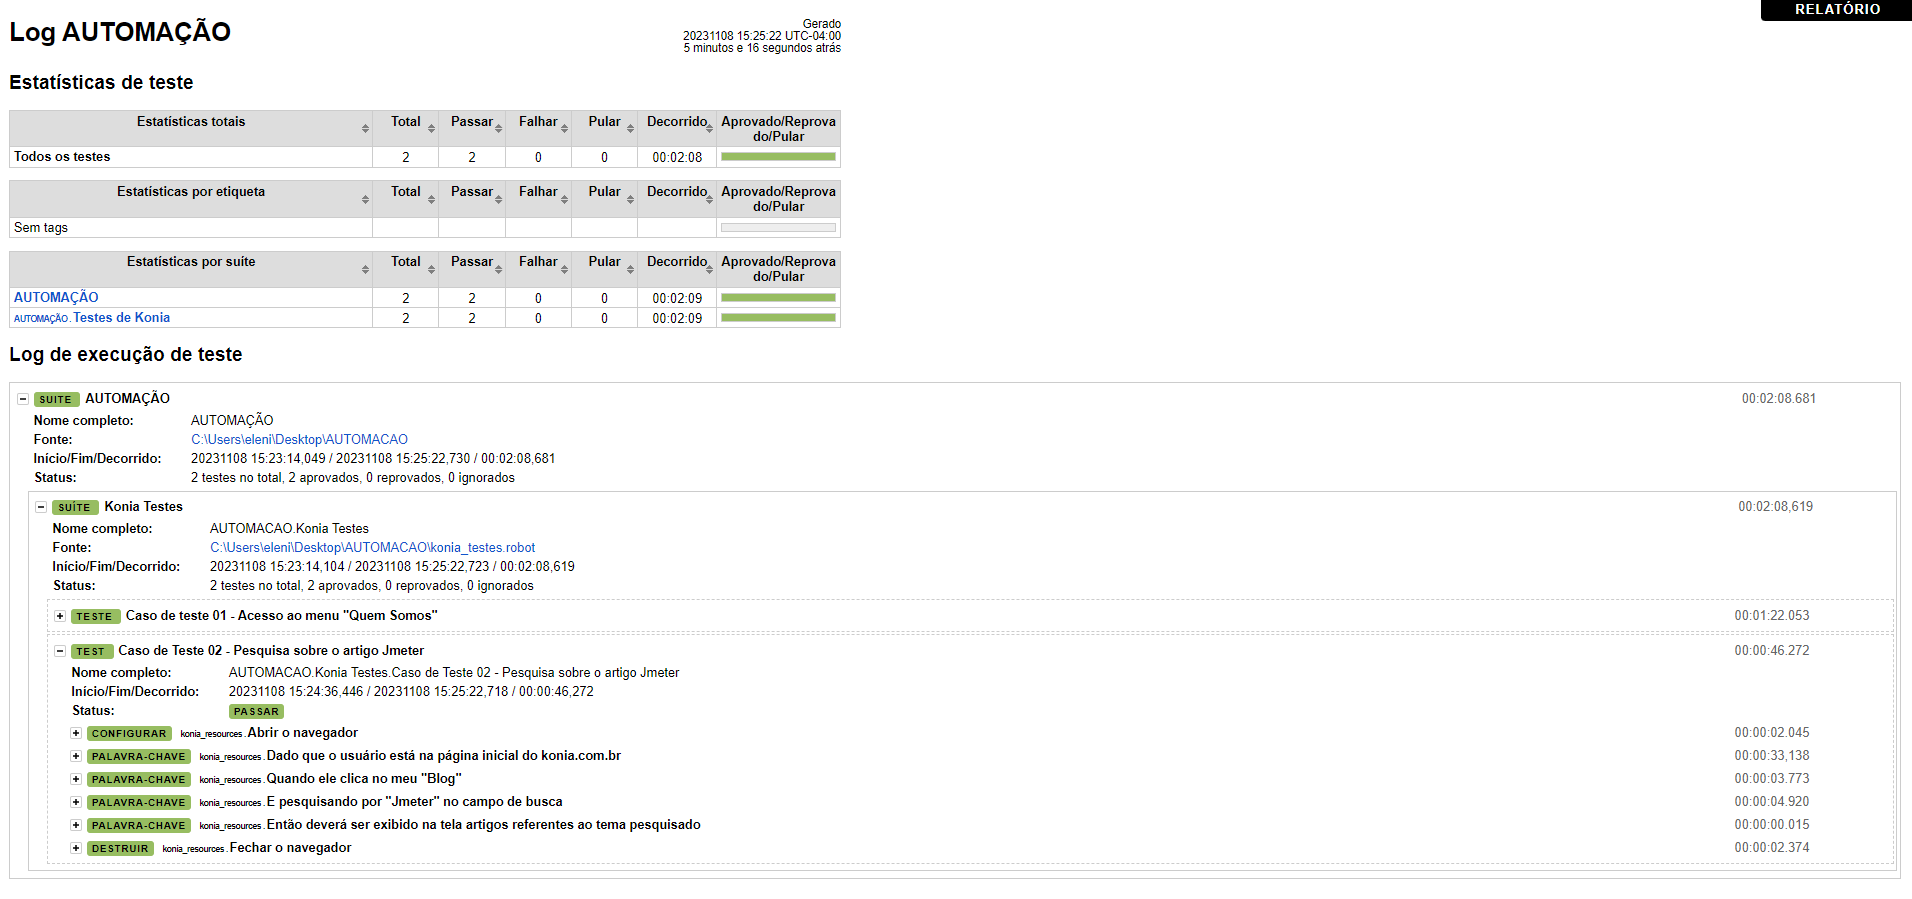 RELATÓRIO
Log AUTOMAÇÃO
Gerado
20231108 15:25:22 UTC-04:00
5 minutos e 16 segundos atrás
Estatísticas de teste
Estatísticas totais Total Passar Falhar Pular Decorrido Aprovado/Reprova
do/Pular
Todos os testes 2 2 0 0 00:02:08
Estatísticas por etiqueta Total Passar Falhar Pular Decorrido Aprovado/Reprova
do/Pular
Sem tags
Estatísticas por suíte Total Passar Falhar Pular Decorrido Aprovado/Reprova
do/Pular
AUTOMAÇÃO 2 2 0 0 00:02:09
AUTOMAÇÃO. Testes de Konia 2 2 0 0 00:02:09
Log de execução de teste
SUITE AUTOMAÇÃO 00:02:08.681
Nome completo: AUTOMAÇÃO
Fonte: C:\Users\eleni\Desktop\AUTOMACAO
Início/Fim/Decorrido: 20231108 15:23:14,049 / 20231108 15:25:22,730 / 00:02:08,681
Status: 2 testes no total, 2 aprovados, 0 reprovados, 0 ignorados
SUÍTE Konia Testes 00:02:08,619
Nome completo: AUTOMACAO.Konia Testes
Fonte: C:\Users\eleni\Desktop\AUTOMACAO\konia_testes.robot
Início/Fim/Decorrido: 20231108 15:23:14,104 / 20231108 15:25:22,723 / 00:02:08,619
Status: 2 testes no total, 2 aprovados, 0 reprovados, 0 ignorados
TESTE Caso de teste 01 - Acesso ao menu "Quem Somos" 00:01:22.053
TEST Caso de Teste 02 - Pesquisa sobre o artigo Jmeter 00:00:46.272
Nome completo: AUTOMACAO.Konia Testes.Caso de Teste 02 - Pesquisa sobre o artigo Jmeter
Início/Fim/Decorrido: 20231108 15:24:36,446 / 20231108 15:25:22,718 / 00:00:46,272
Status: PASSAR
CONFIGURAR konia_resources. Abrir o navegador 00:00:02.045
PALAVRA-CHAVE konia_resources. Dado que o usuário está na página inicial do konia.com.br 00:00:33,138
PALAVRA-CHAVE konia_resources. Quando ele clica no meu "Blog" 00:00:03.773
PALAVRA-CHAVE konia_resources. E pesquisando por "Jmeter" no campo de busca 00:00:04.920
PALAVRA-CHAVE konia_resources. Então deverá ser exibido na tela artigos referentes ao tema pesquisado 00:00:00.015
DESTRUIR konia_resources. Fechar o navegador 00:00:02.374